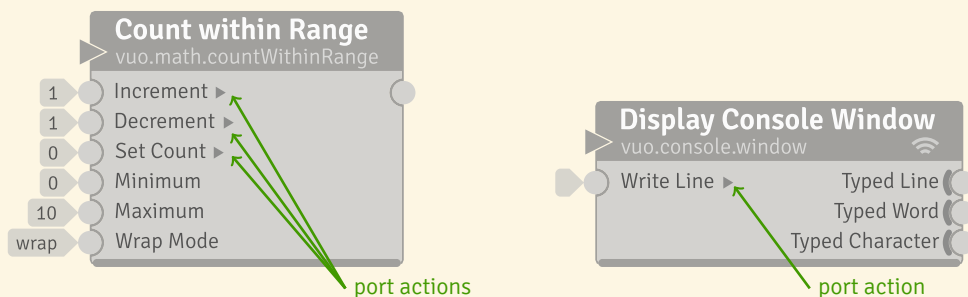 Count within Range
vuo.math.countWithinRange
1 Increment
1 Decrement
0 Set Count
0 Minimum
10 Maximum
wrap Wrap Mode
port actions
Display Console Window
vuo.console.window
Write Line Typed Line
Typed Word
Typed Character
port action